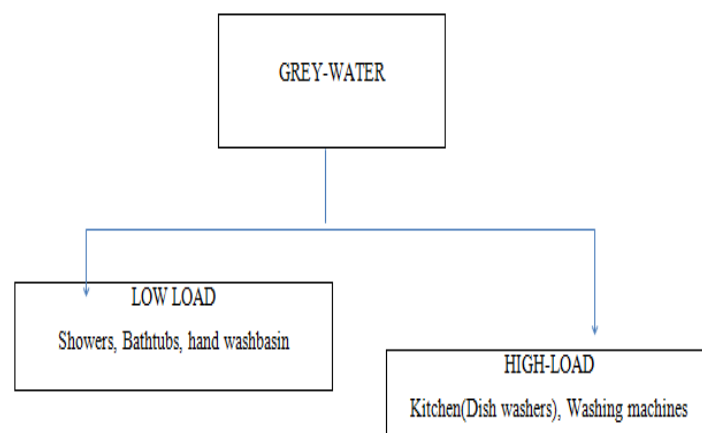 GREY-WATER
LOW LOAD
Showers, Bathtubs, hand washbasin
HIGH-LOAD
Kitchen(Dish washers), Washing machines